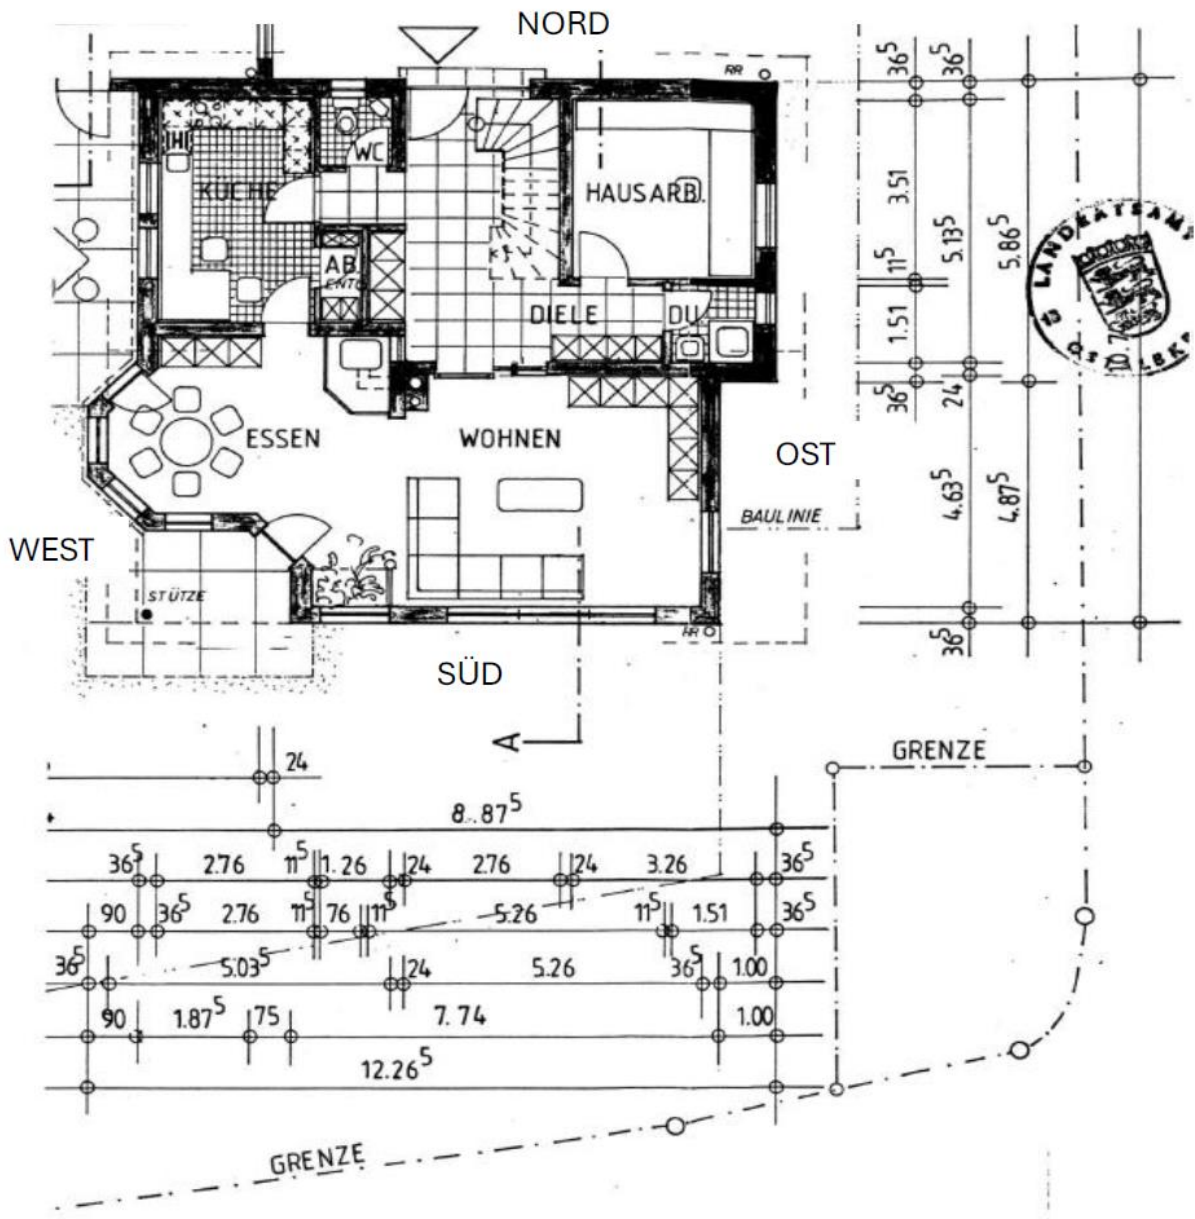 NORD
RR
36⁵ 36⁵
WC
KÜCHE
HAUSARB.
3.51
5.13⁵
5.86⁵
LANDRATSAMT
AB.
11⁵
DIELE
DU
1.51
36⁵
24
ESSEN
WOHNEN
OST
4.63⁵
4.87⁵
BAULINIE
WEST
STÜTZE
RR
36⁵
SÜD
A
GRENZE
24
8.87⁵
36⁵ 2.76 11⁵ 1.26 24 2.76 24 3.26 36⁵
90 36⁵ 2.76 11⁵ 76 11⁵ 5.26 11⁵ 1.51 36⁵
36⁵ 5.03⁵ 24 5.26 36⁵ 1.00
90 1.87⁵ 75 7.74 1.00
12.26⁵
GRENZE